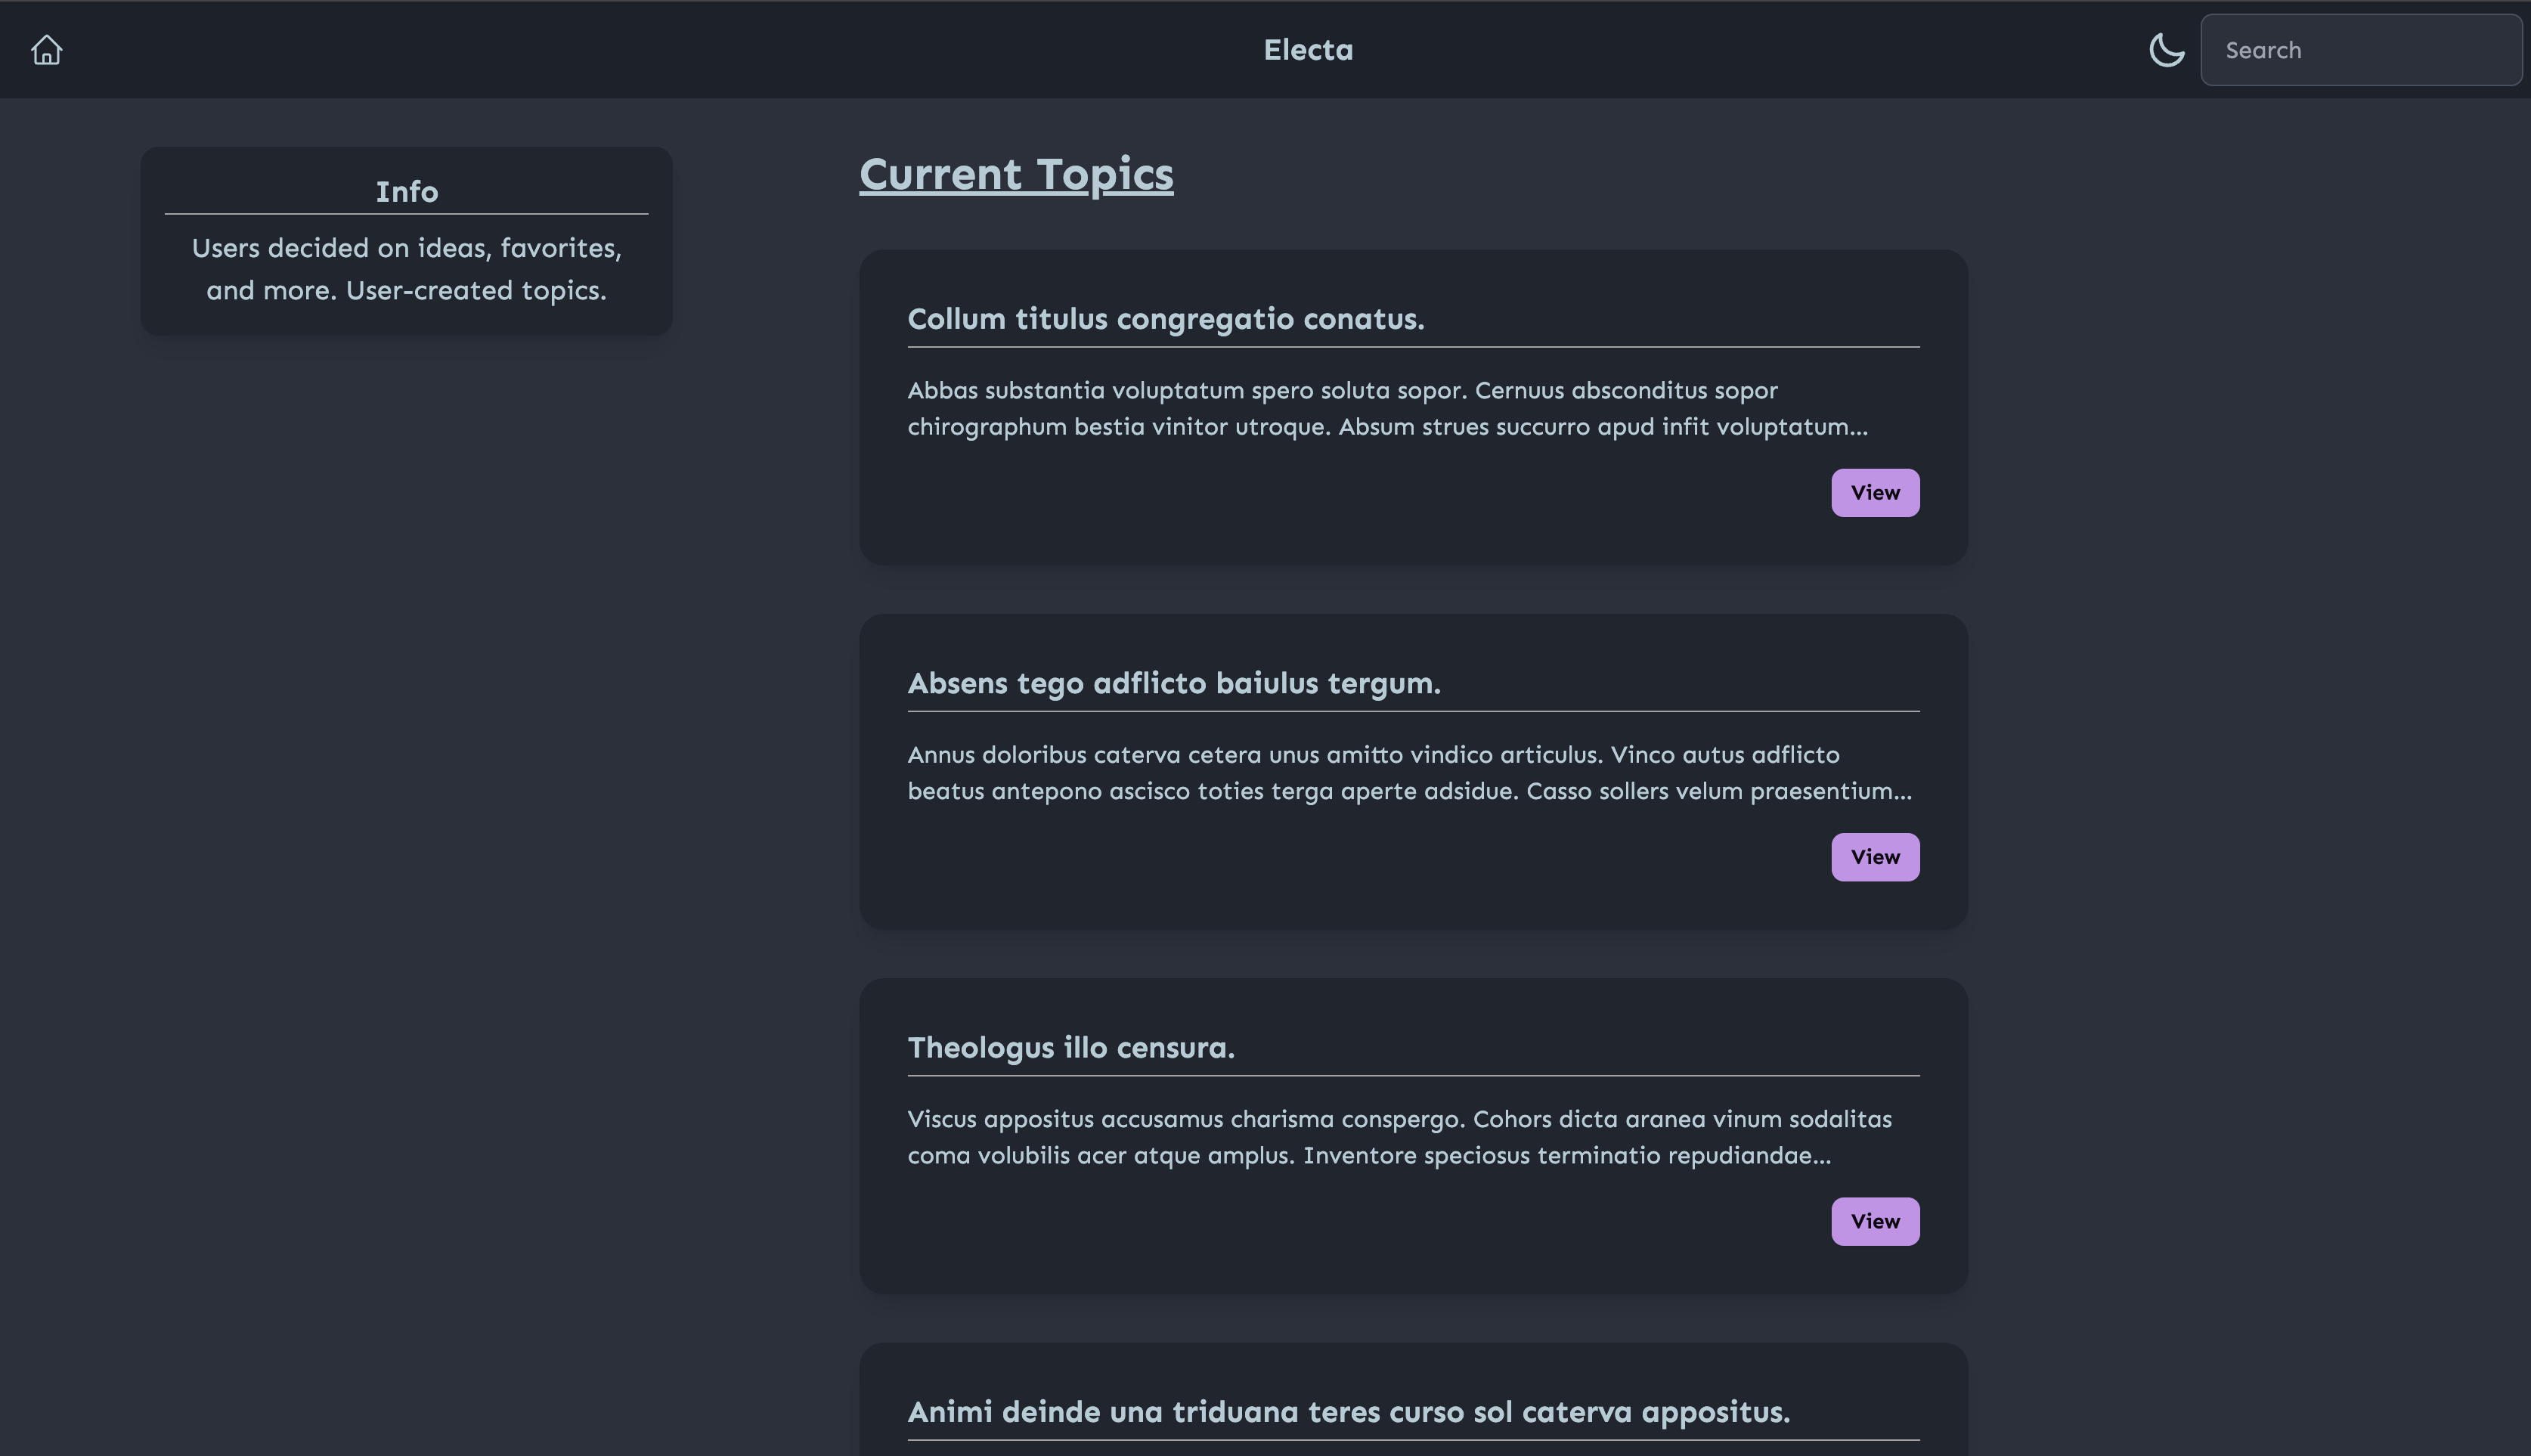 Electa
Search
Info
Users decided on ideas, favorites,
and more. User-created topics.
Current Topics
Collum titulus congregatio conatus.
Abbas substantia voluptatum spero soluta sopor. Cernuus absconditus sopor
chirographum bestia vinitor utroque. Absum strues succurro apud infit voluptatum...
View
Absens tego adflicto baiulus tergum.
Annus doloribus caterva cetera unus amitto vindico articulus. Vinco autus adflicto
beatus antepono ascisco toties terga aperte adsidue. Casso sollers velum praesentium...
View
Theologus illo censura.
Viscus appositus accusamus charisma conspergo. Cohors dicta aranea vinum sodalitas
coma volubilis acer atque amplus. Inventore speciosus terminatio repudiandae...
View
Animi deinde una triduana teres curso sol caterva appositus.